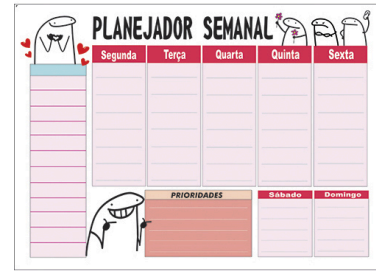 PLANEJADOR SEMANAL
Segunda Terça Quarta Quinta Sexta
PRIORIDADES Sábado Domingo